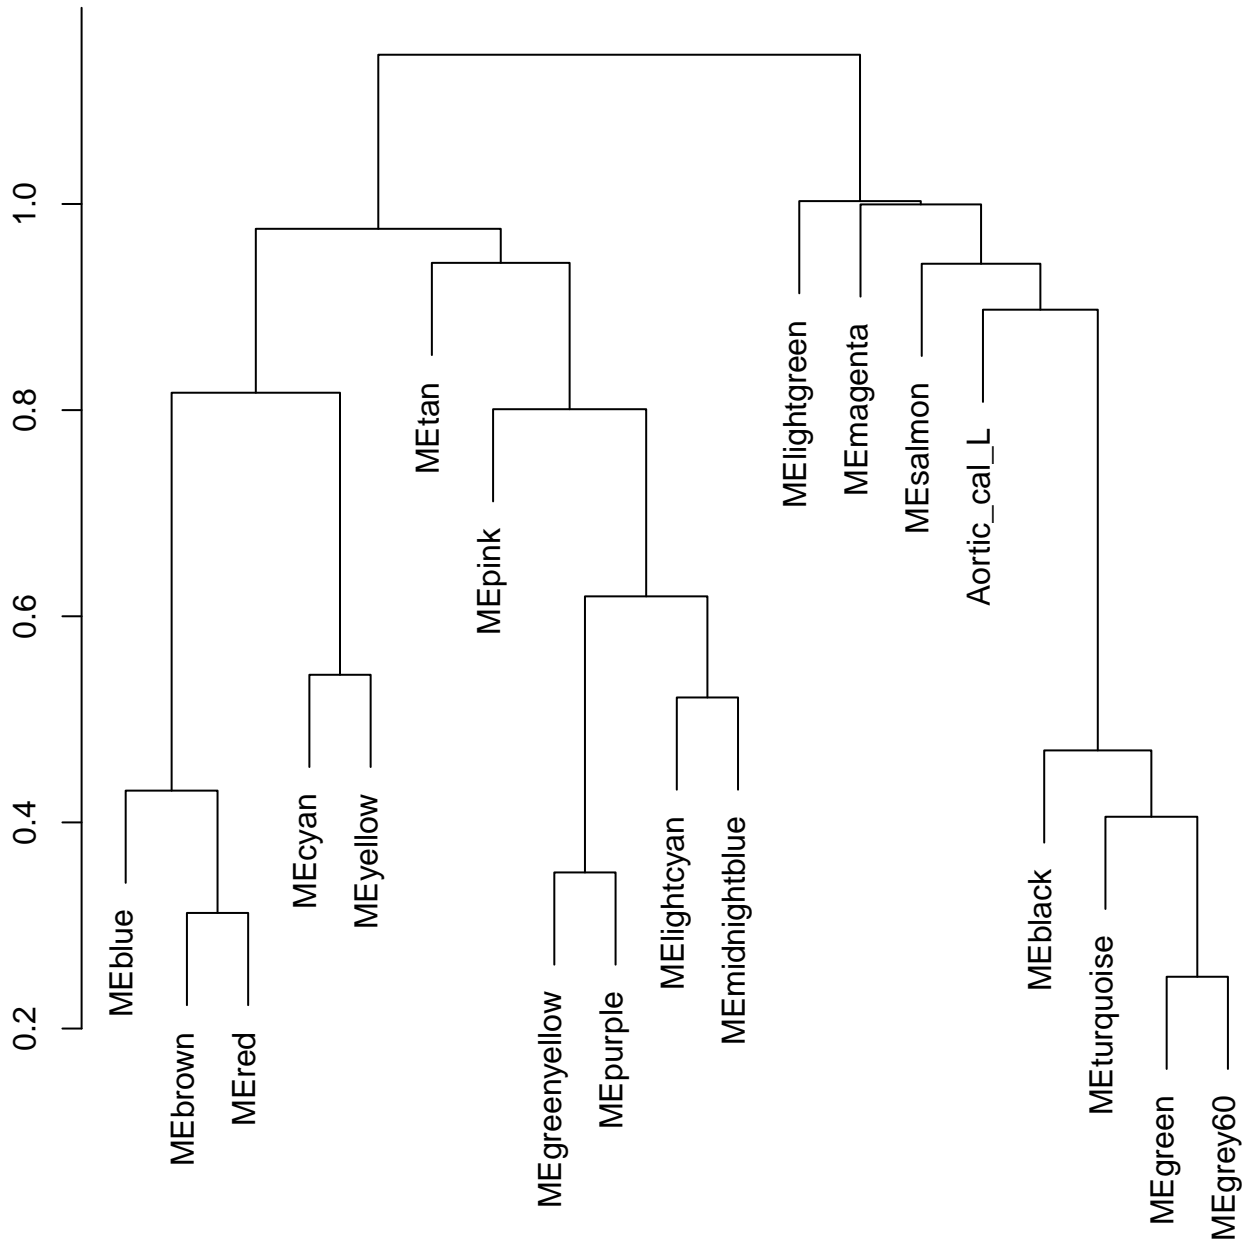 1.0
0.8
0.6
0.4
0.2
MEblue
MEbrown
MEred
MEcyan
MEyellow
MEtan
MEpink
MEgreenyellow
MEpurple
MElightcyan
MEmidnightblue
MElightgreen
MEmagenta
MEsalmon
Aortic_cal_L
MEblack
MEturquoise
MEgreen
MEgrey60